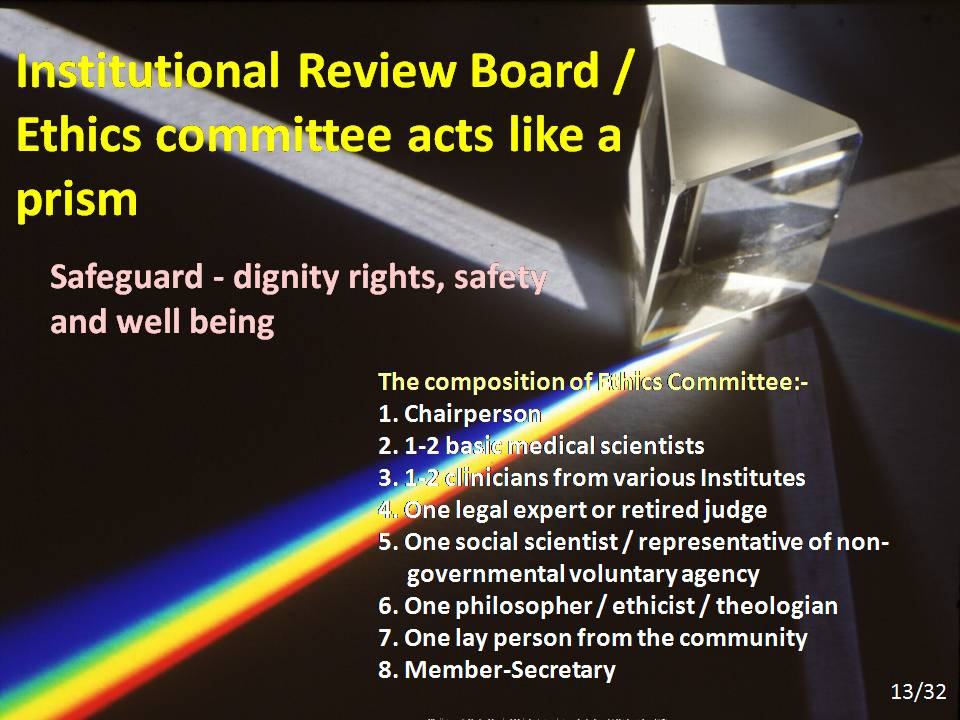 Institutional Review Board /
Ethics committee acts like a
prism
Safeguard - dignity rights, safety
and well being
The composition of Ethics Committee:-
1. Chairperson
2. 1-2 basic medical scientists
3. 1-2 clinicians from various Institutes
4. One legal expert or retired judge
5. One social scientist / representative of non-
governmental voluntary agency
6. One philosopher / ethicist / theologian
7. One lay person from the community
8. Member-Secretary
13/32